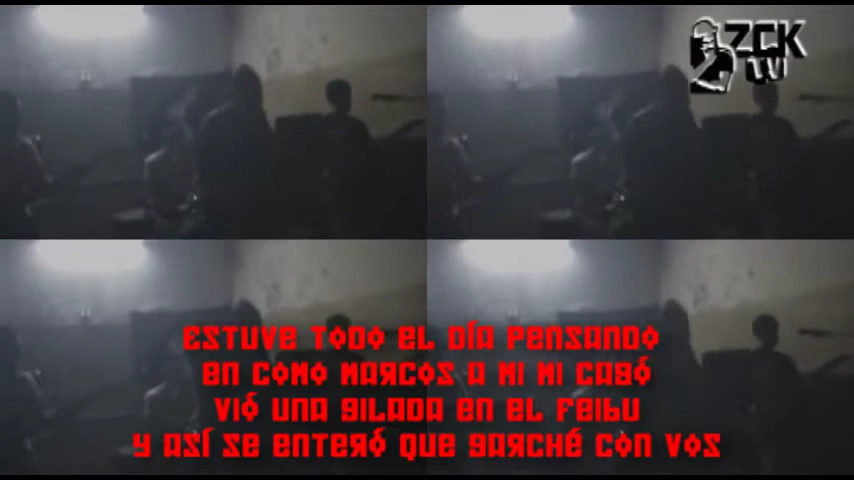 ZCK
TV
ESTUVE TODO EL DÍA PENSANDO
EN COMO MARCOS A MI MI CAGÓ
VIÓ UNA GILADA EN EL FEIBU
Y ASÍ SE ENTERÓ QUE GARCHÉ CON VOS